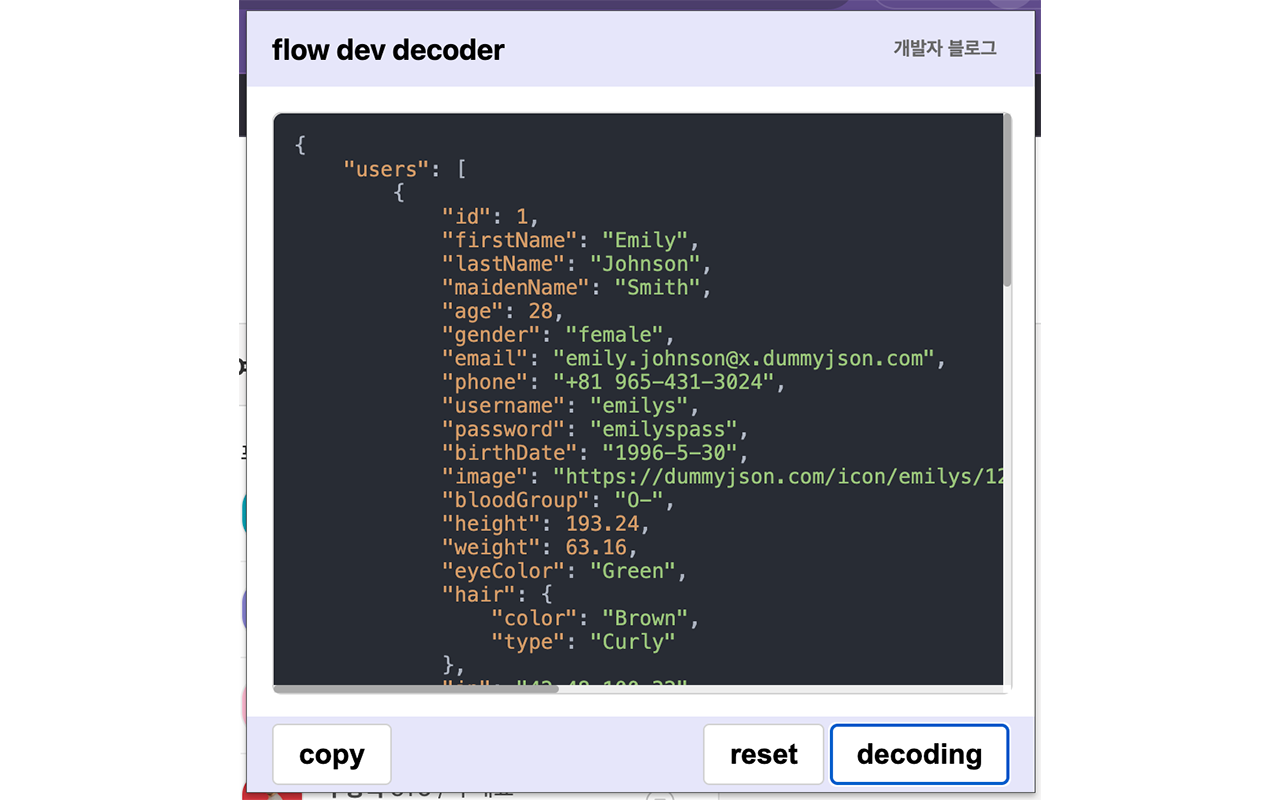 flow dev decoder
개발자 블로그
{
    "users": [
        {
            "id": 1,
            "firstName": "Emily",
            "lastName": "Johnson",
            "maidenName": "Smith",
            "age": 28,
            "gender": "female",
            "email": "emily.johnson@x.dummyjson.com",
            "phone": "+81 965-431-3024",
            "username": "emilys",
            "password": "emilyspass",
            "birthDate": "1996-5-30",
            "image": "https://dummyjson.com/icon/emilys/12
            "bloodGroup": "O-",
            "height": 193.24,
            "weight": 63.16,
            "eyeColor": "Green",
            "hair": {
                "color": "Brown",
                "type": "Curly"
            },
copy
reset
decoding